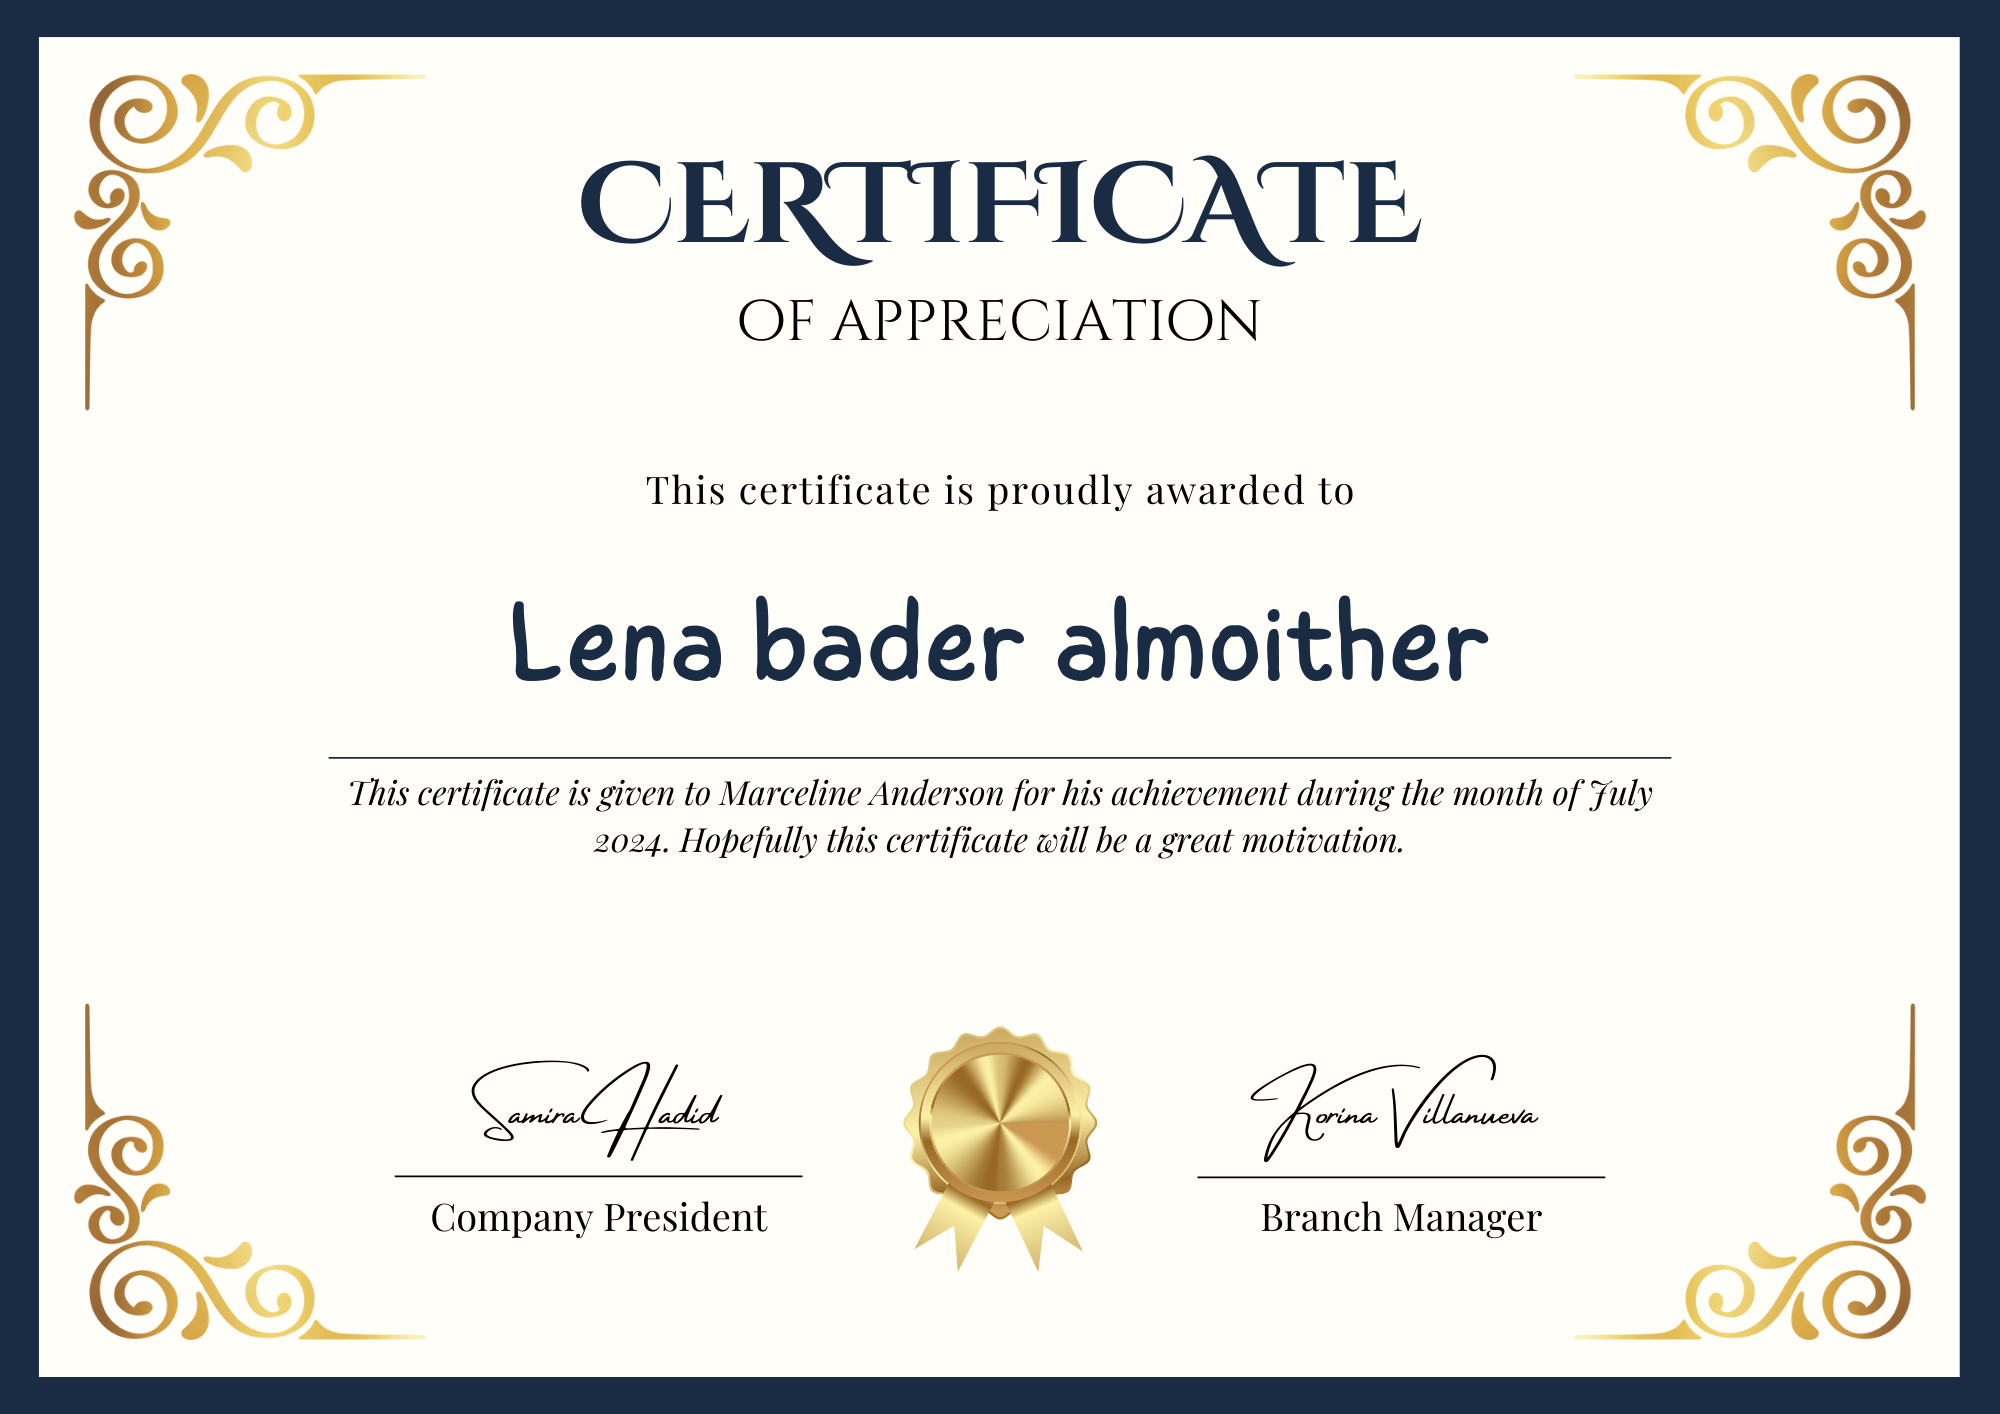 CERTIFICATE
OF APPRECIATION
This certificate is proudly awarded to
Lena bader almoither
This certificate is given to Marceline Anderson for his achievement during the month of July
2024. Hopefully this certificate will be a great motivation.
Samira Hadid
Korina Villanueva
Company President
Branch Manager